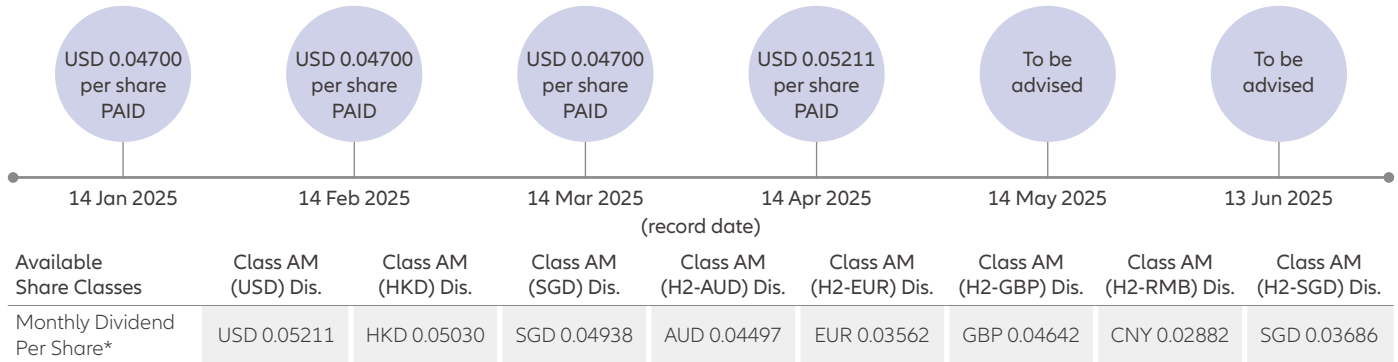 USD 0.04700
per share
PAID
USD 0.04700
per share
PAID
USD 0.04700
per share
PAID
USD 0.05211
per share
PAID
To be
advised
To be
advised
14 Jan 2025
14 Feb 2025
14 Mar 2025
14 Apr 2025
14 May 2025
13 Jun 2025
(record date)
Available
Share Classes
Class AM
(USD) Dis.
Class AM
(HKD) Dis.
Class AM
(SGD) Dis.
Class AM
(H2-AUD) Dis.
Class AM
(H2-EUR) Dis.
Class AM
(H2-GBP) Dis.
Class AM
(H2-RMB) Dis.
Class AM
(H2-SGD) Dis.
Monthly Dividend
Per Share*
USD 0.05211
HKD 0.05030
SGD 0.04938
AUD 0.04497
EUR 0.03562
GBP 0.04642
CNY 0.02882
SGD 0.03686